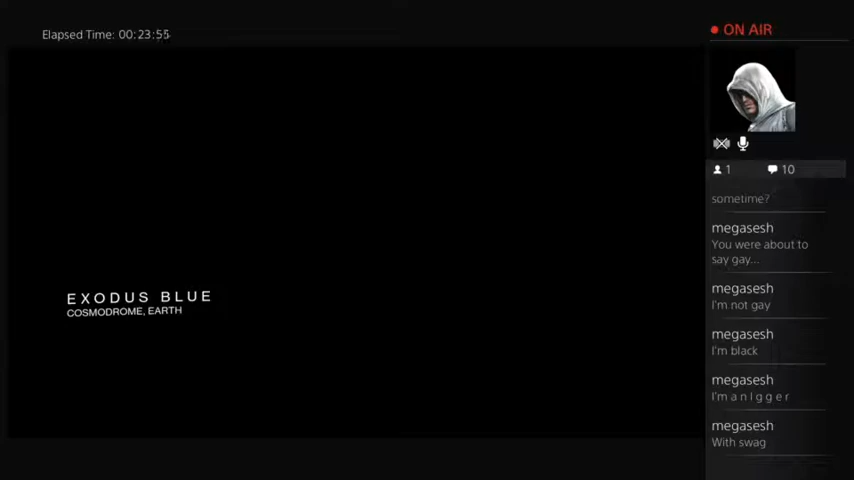 Elapsed Time: 00:23:55
ON AIR
1
10
sometime?
megasesh
You were about to
say gay...
megasesh
I'm not gay
megasesh
I'm black
megasesh
I'm a n I g g e r
megasesh
With swag
EXODUS BLUE
COSMODROME, EARTH